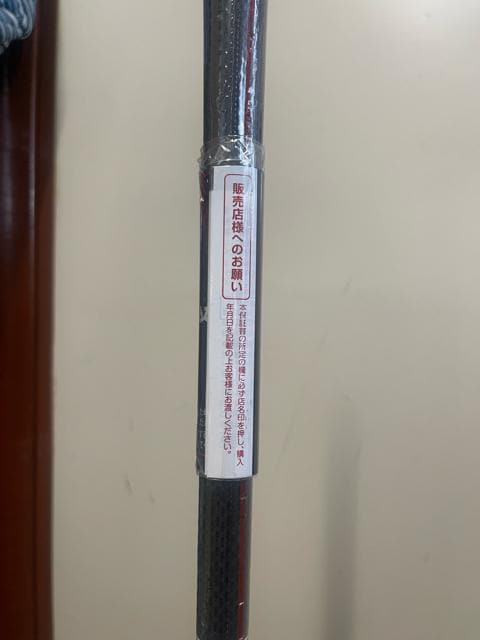 販売店様へのお願い
本保証書の所定の欄に必ず店名印を押し、購入
年月日を記載の上お客様にお渡しください。